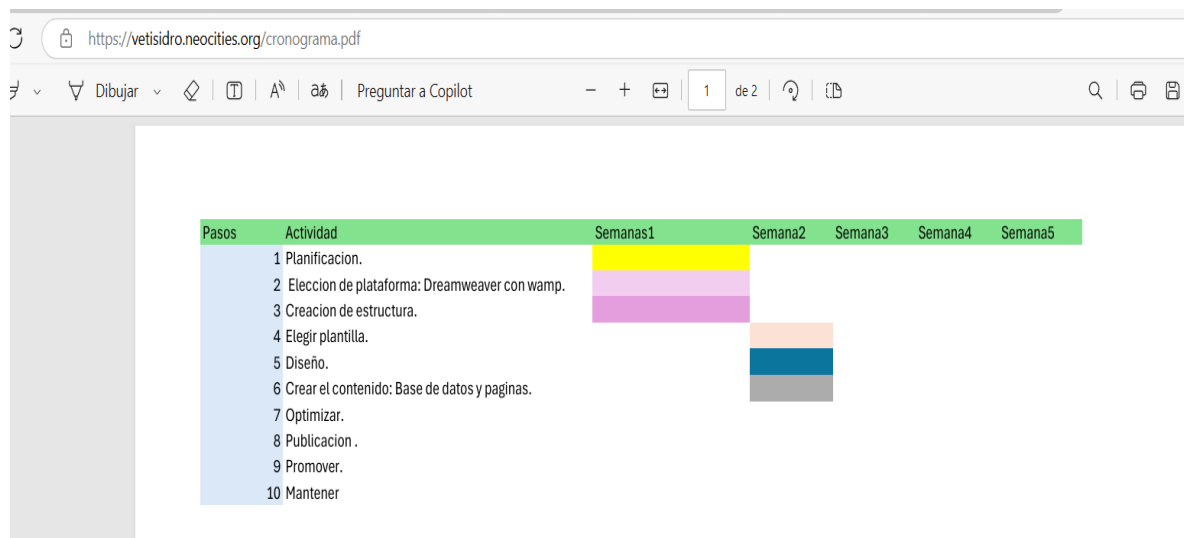 https://vetisidro.neocities.org/cronograma.pdf
Dibujar Preguntar a Copilot 1 de 2
Pasos Actividad Semanas1 Semana2 Semana3 Semana4 Semana5
1 Planificacion.
2 Eleccion de plataforma: Dreamweaver con wamp.
3 Creacion de estructura.
4 Elegir plantilla.
5 Diseño.
6 Crear el contenido: Base de datos y paginas.
7 Optimizar.
8 Publicacion .
9 Promover.
10 Mantener